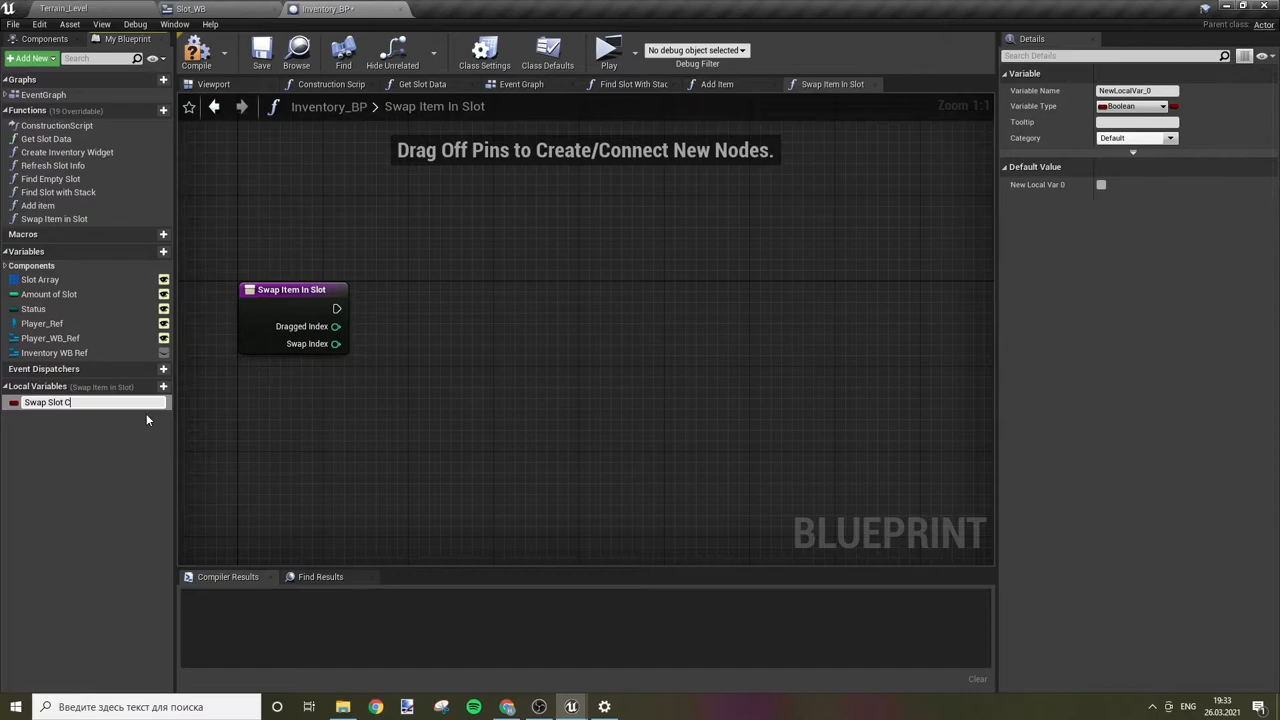 Terrain_Level
Slot_WB
Inventory_BP*
File
Edit
Asset
View
Debug
Window
Help
Parent class: Actor
Components
My Blueprint
Add New
Search
Graphs
EventGraph
Functions (19 Overridable)
ConstructionScript
Get Slot Data
Create Inventory Widget
Refresh Slot Info
Find Empty Slot
Find Slot with Stack
Add item
Swap Item in Slot
Macros
Variables
Components
Slot Array
Amount of Slot
Status
Player_Ref
Player_WB_Ref
Inventory WB Ref
Event Dispatchers
Local Variables (Swap Item in Slot)
Swap Slot C
Compile
Save
Browse
Find
Hide Unrelated
Class Settings
Class Defaults
Play
No debug object selected
Debug Filter
Viewport
Construction Scrip
Get Slot Data
Event Graph
Find Slot With Stac
Add Item
Swap Item in Slot
Inventory_BP > Swap Item In Slot
Zoom 1:1
Drag Off Pins to Create/Connect New Nodes.
Swap Item In Slot
Dragged Index
Swap Index
BLUEPRINT
Compiler Results
Find Results
Clear
Details
Search Details
Variable
Variable Name
NewLocalVar_0
Variable Type
Boolean
Tooltip
Category
Default
Default Value
New Local Var 0
Введите здесь текст для поиска
ENG
19:33
26.03.2021